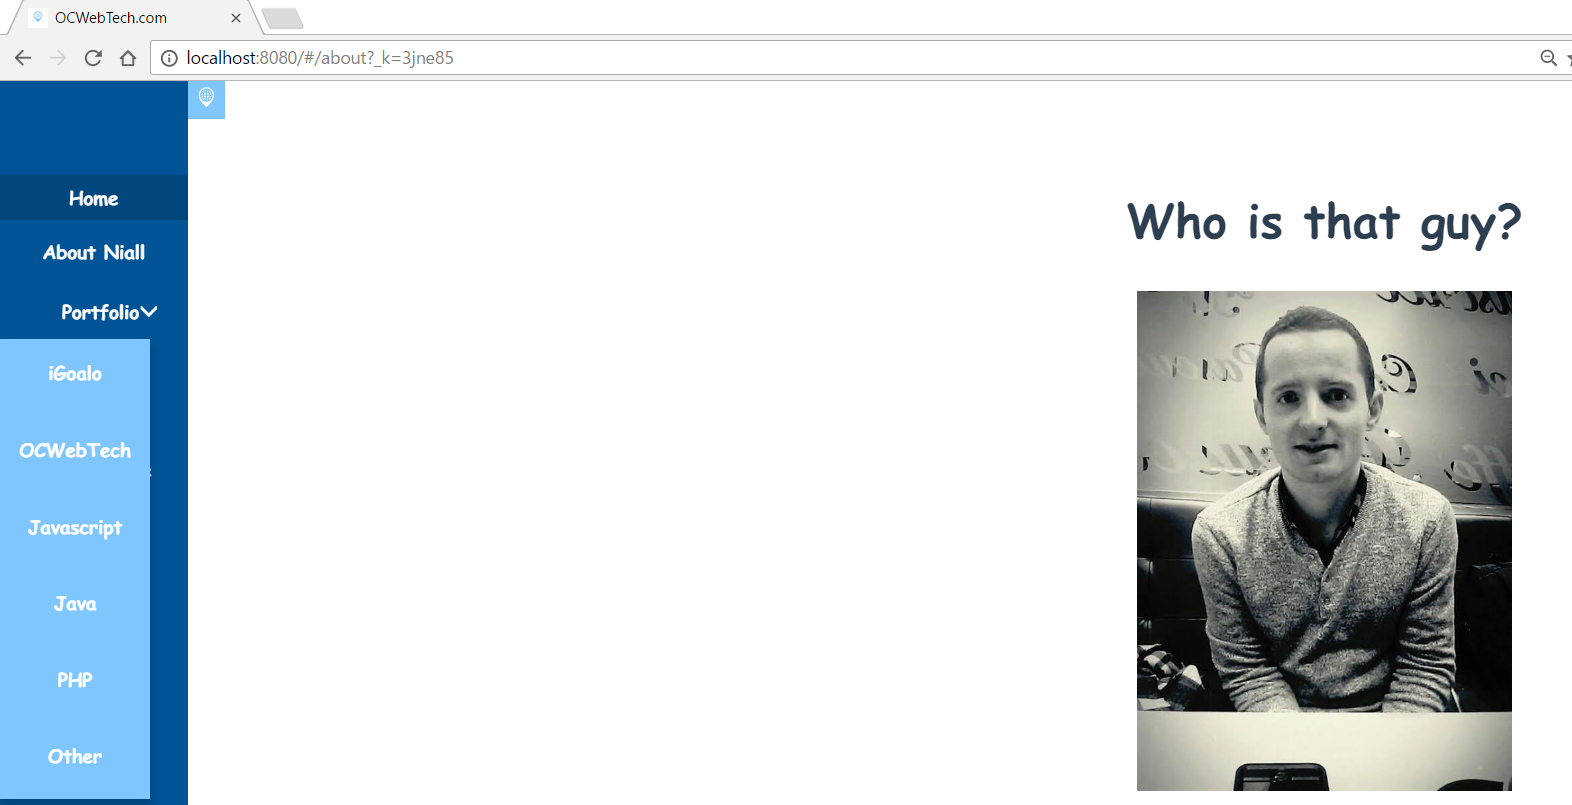 OCWebTech.com
localhost:8080/#/about?_k=3jne85
Home
About Niall
Portfolio
iGoalo
OCWebTech
Javascript
Java
PHP
Other
Who is that guy?